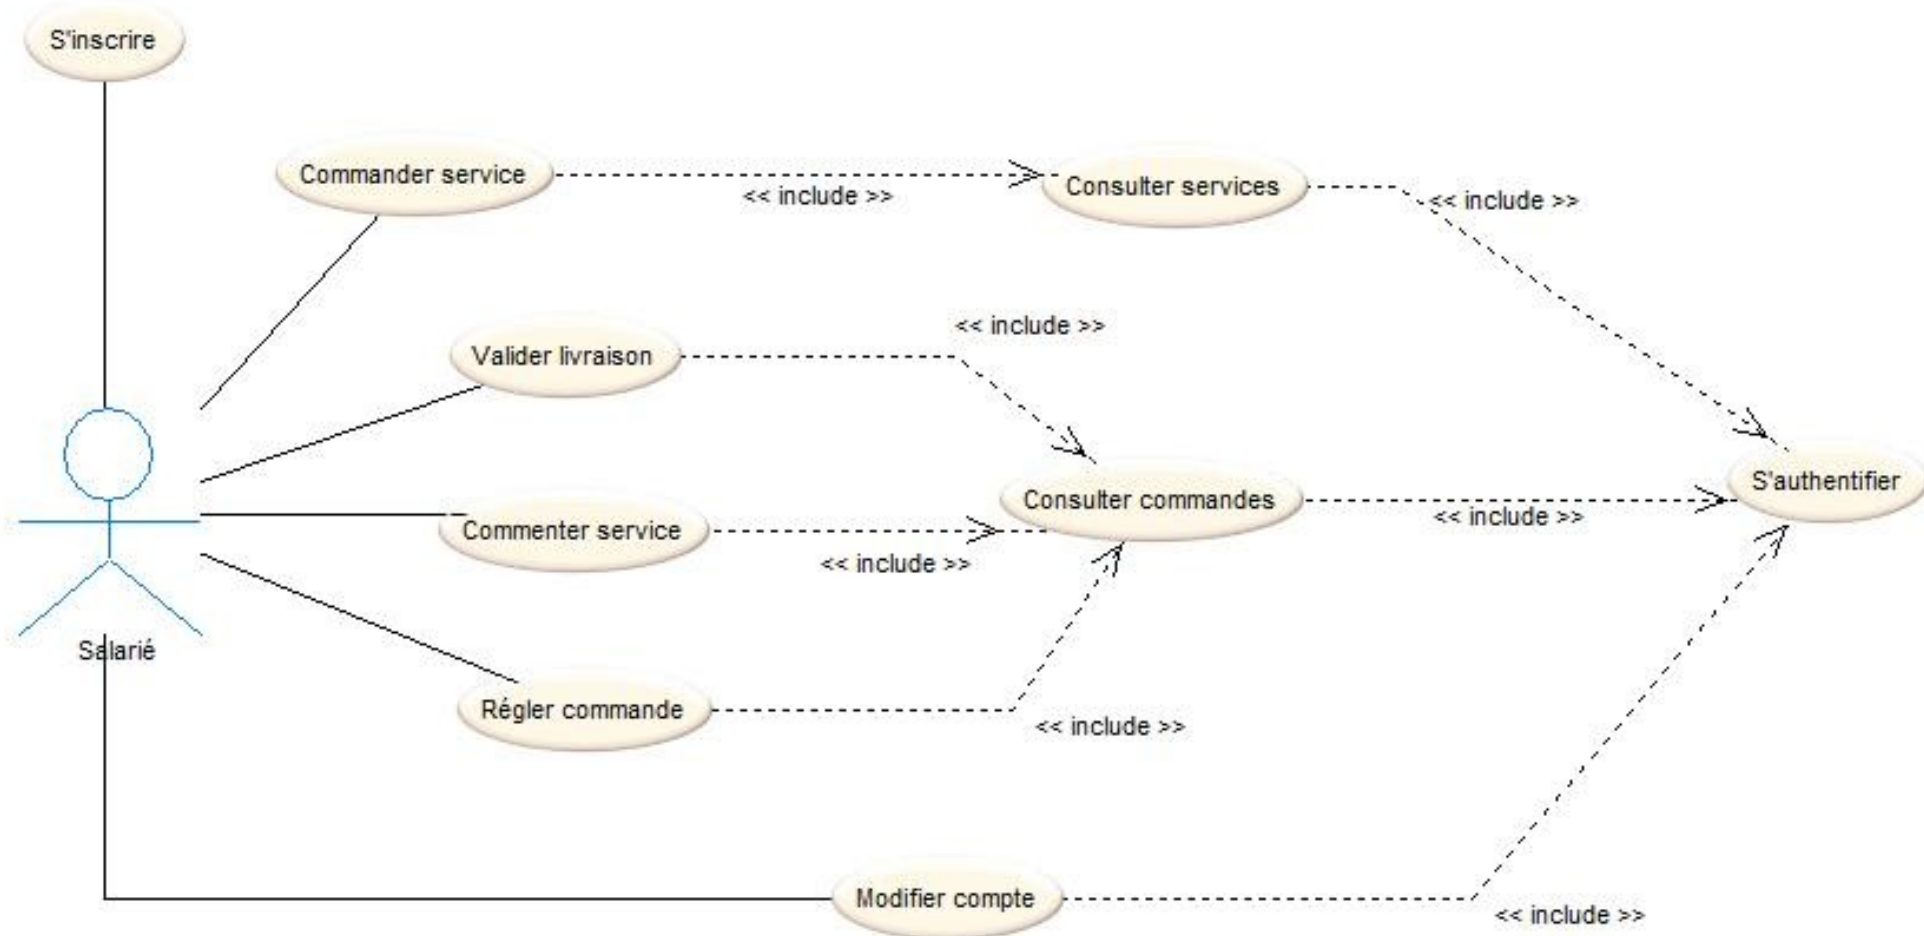 S'inscrire
Commander service
<< include >>
Consulter services
<< include >>
Valider livraison
<< include >>
Commenter service
<< include >>
Consulter commandes
<< include >>
S'authentifier
Salarié
Régler commande
<< include >>
Modifier compte
<< include >>